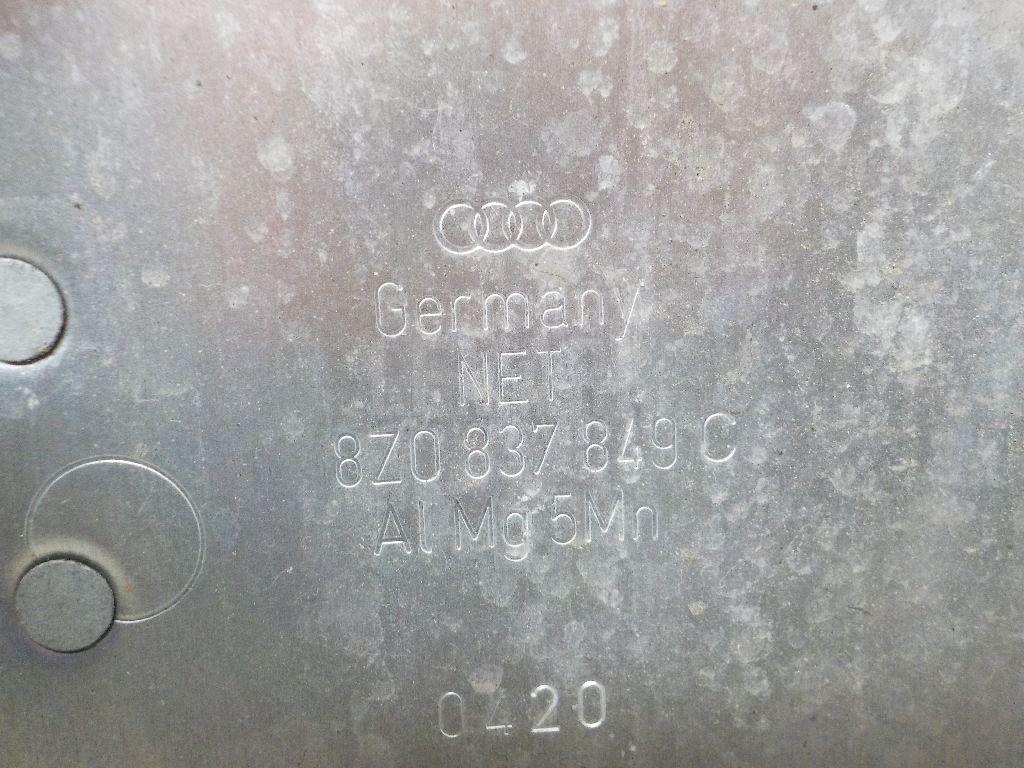 Germany
NET
8Z0 837 849 C
Al Mg 5Mn
0420